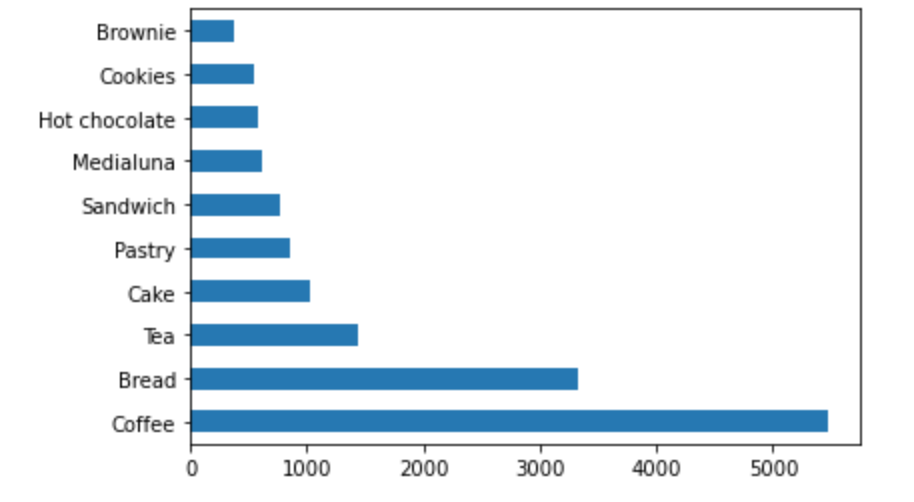 Brownie
Cookies
Hot chocolate
Medialuna
Sandwich
Pastry
Cake
Tea
Bread
Coffee
0 1000 2000 3000 4000 5000